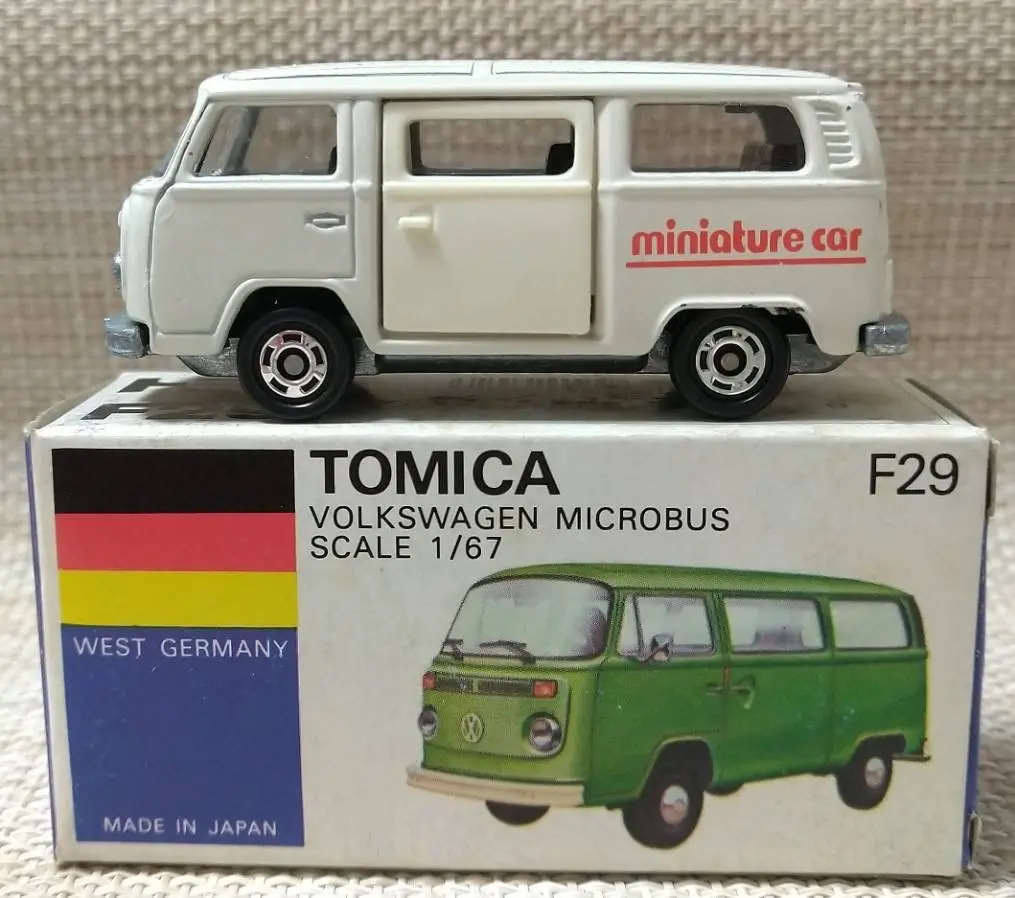 miniature car
TOMICA
F29
VOLKSWAGEN MICROBUS
SCALE 1/67
WEST GERMANY
MADE IN JAPAN